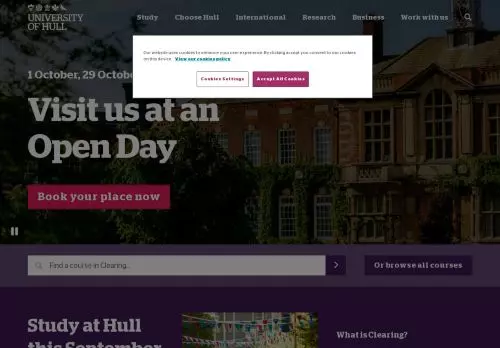 UNIVERSITY
OF HULL
Study
Choose Hull
International
Research
Business
Work with us
Our website uses cookies to enhance your user experience. By clicking accept you consent to our cookies
on this device. View our cookies policy
Cookies Settings
Accept All Cookies
1 October, 29 Octobe
Visit us at an
Open Day
Book your place now
Find a course in Clearing...
Or browse all courses
Study at Hull
this September
What is Clearing?